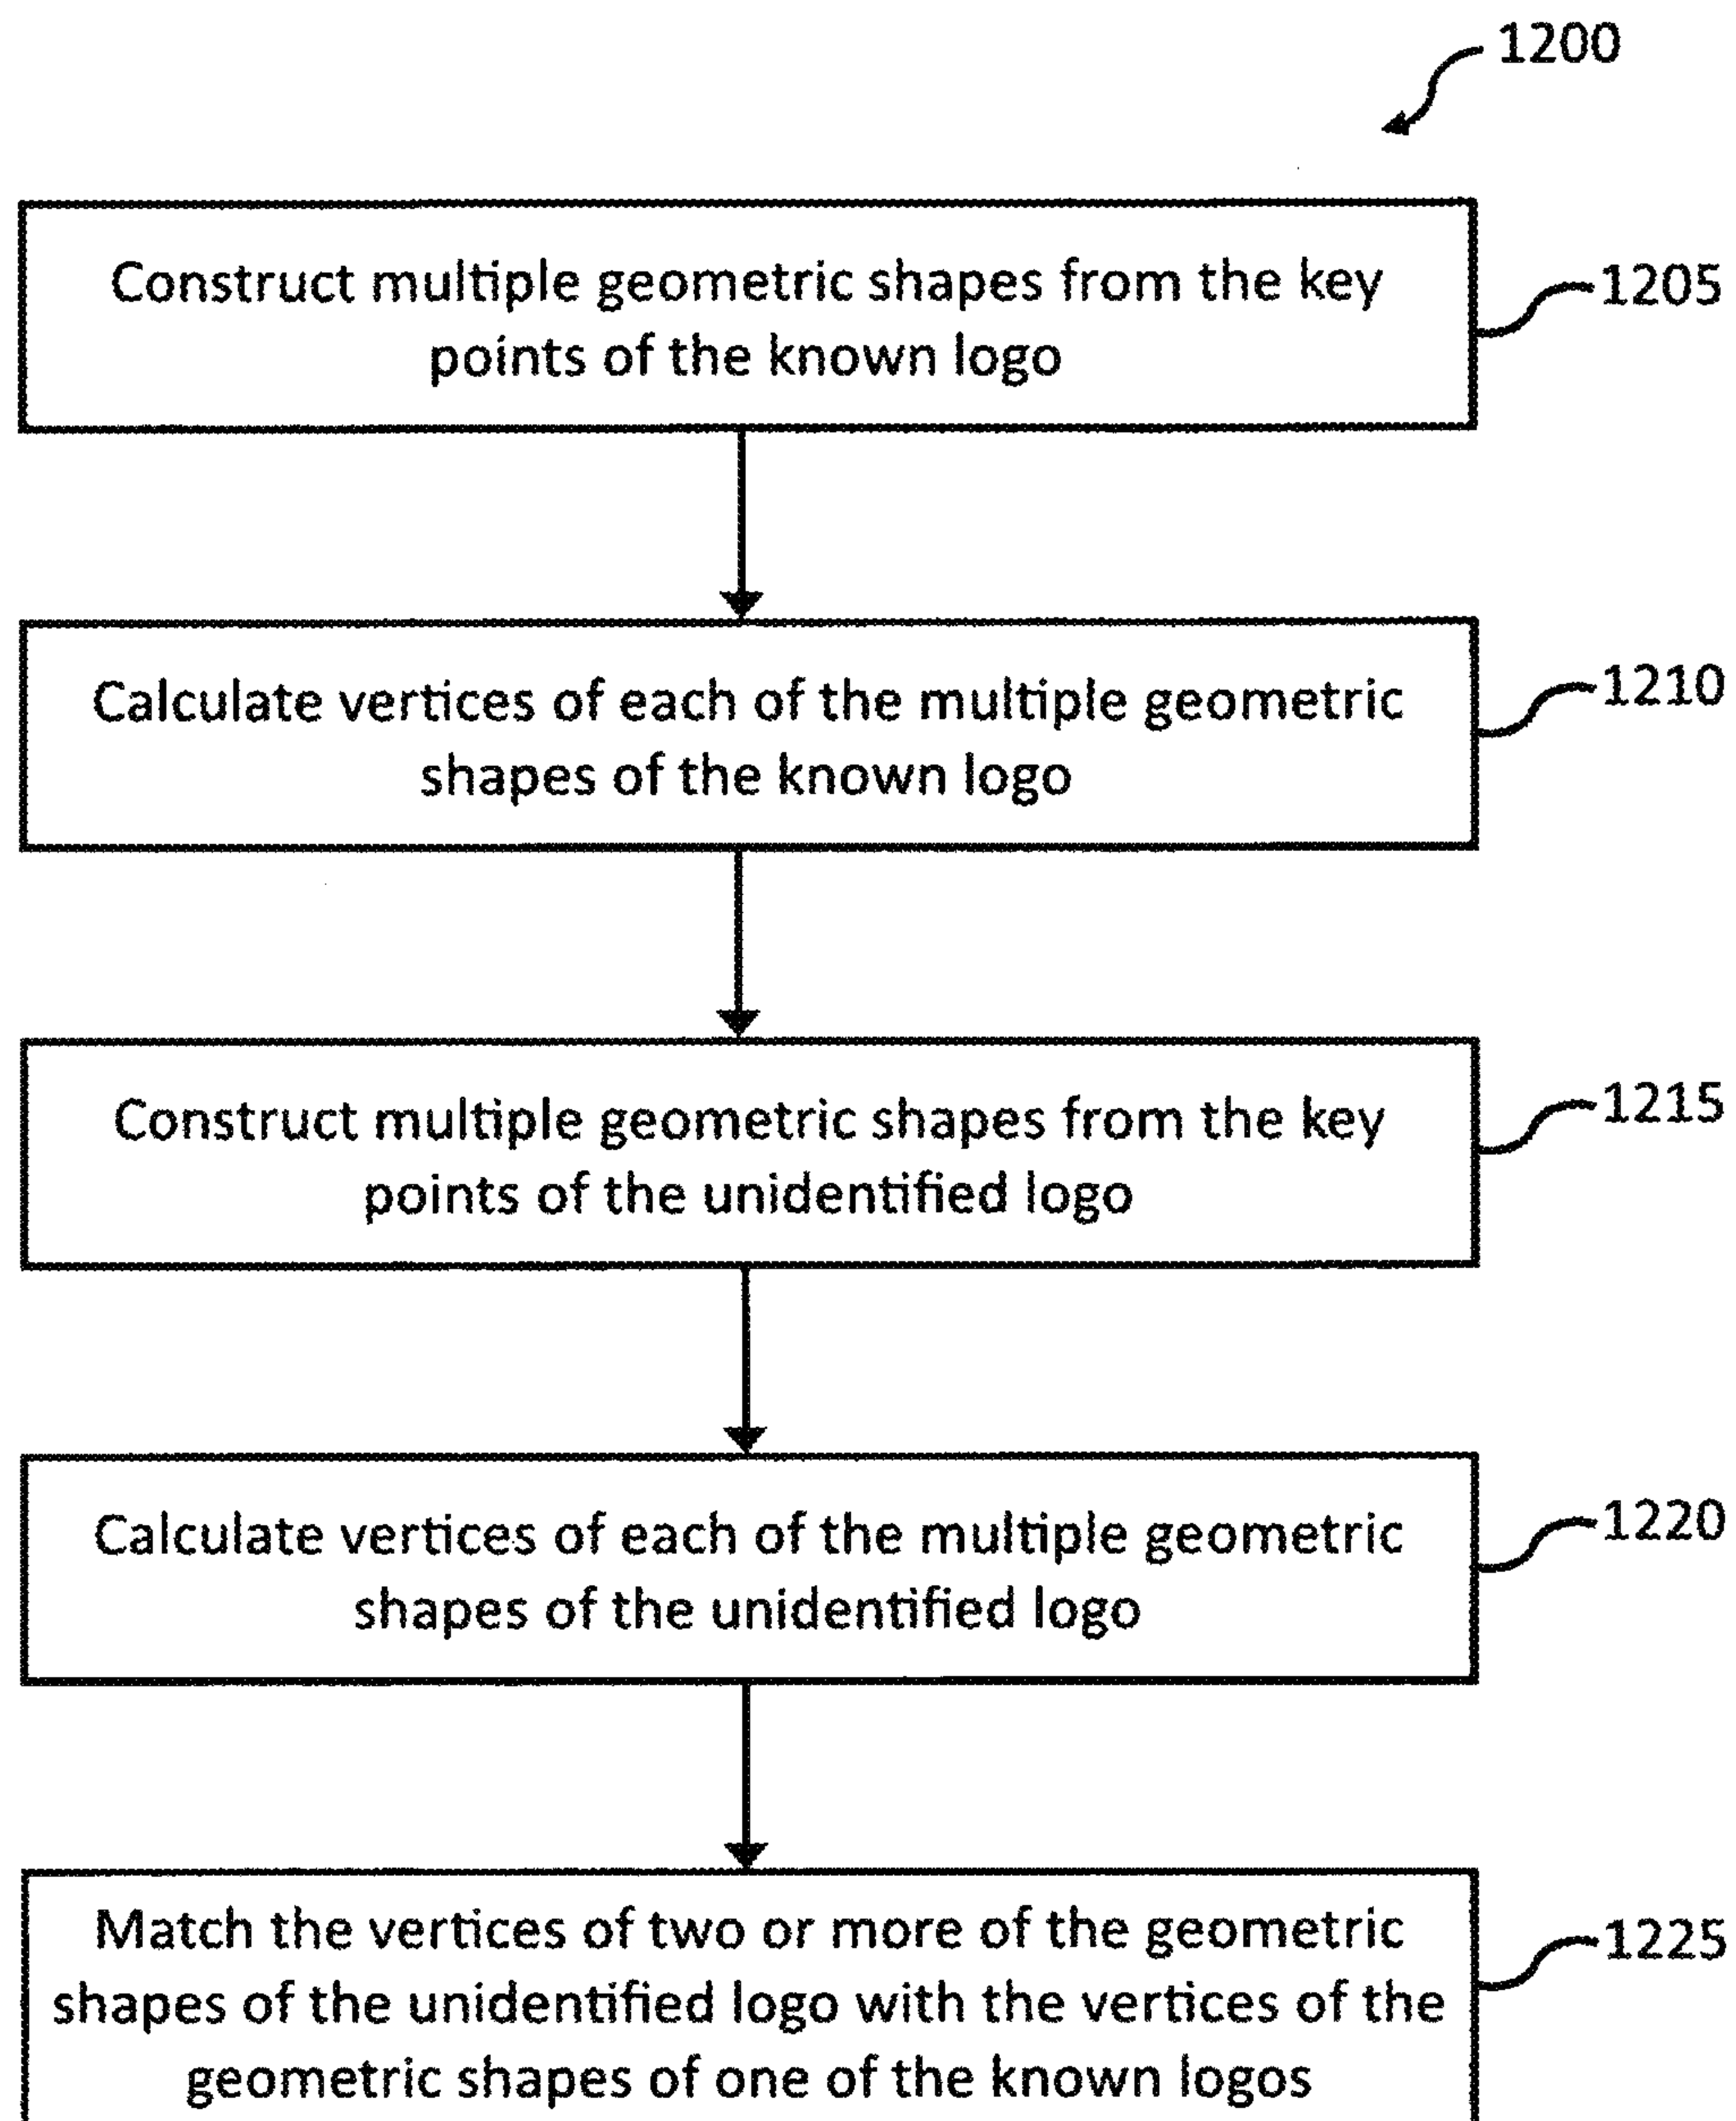 1200
Construct multiple geometric shapes from the key
points of the known logo
1205
Calculate vertices of each of the multiple geometric
shapes of the known logo
1210
Construct multiple geometric shapes from the key
points of the unidentified logo
1215
Calculate vertices of each of the multiple geometric
shapes of the unidentified logo
1220
Match the vertices of two or more of the geometric
shapes of the unidentified logo with the vertices of the
geometric shapes of one of the known logos
1225